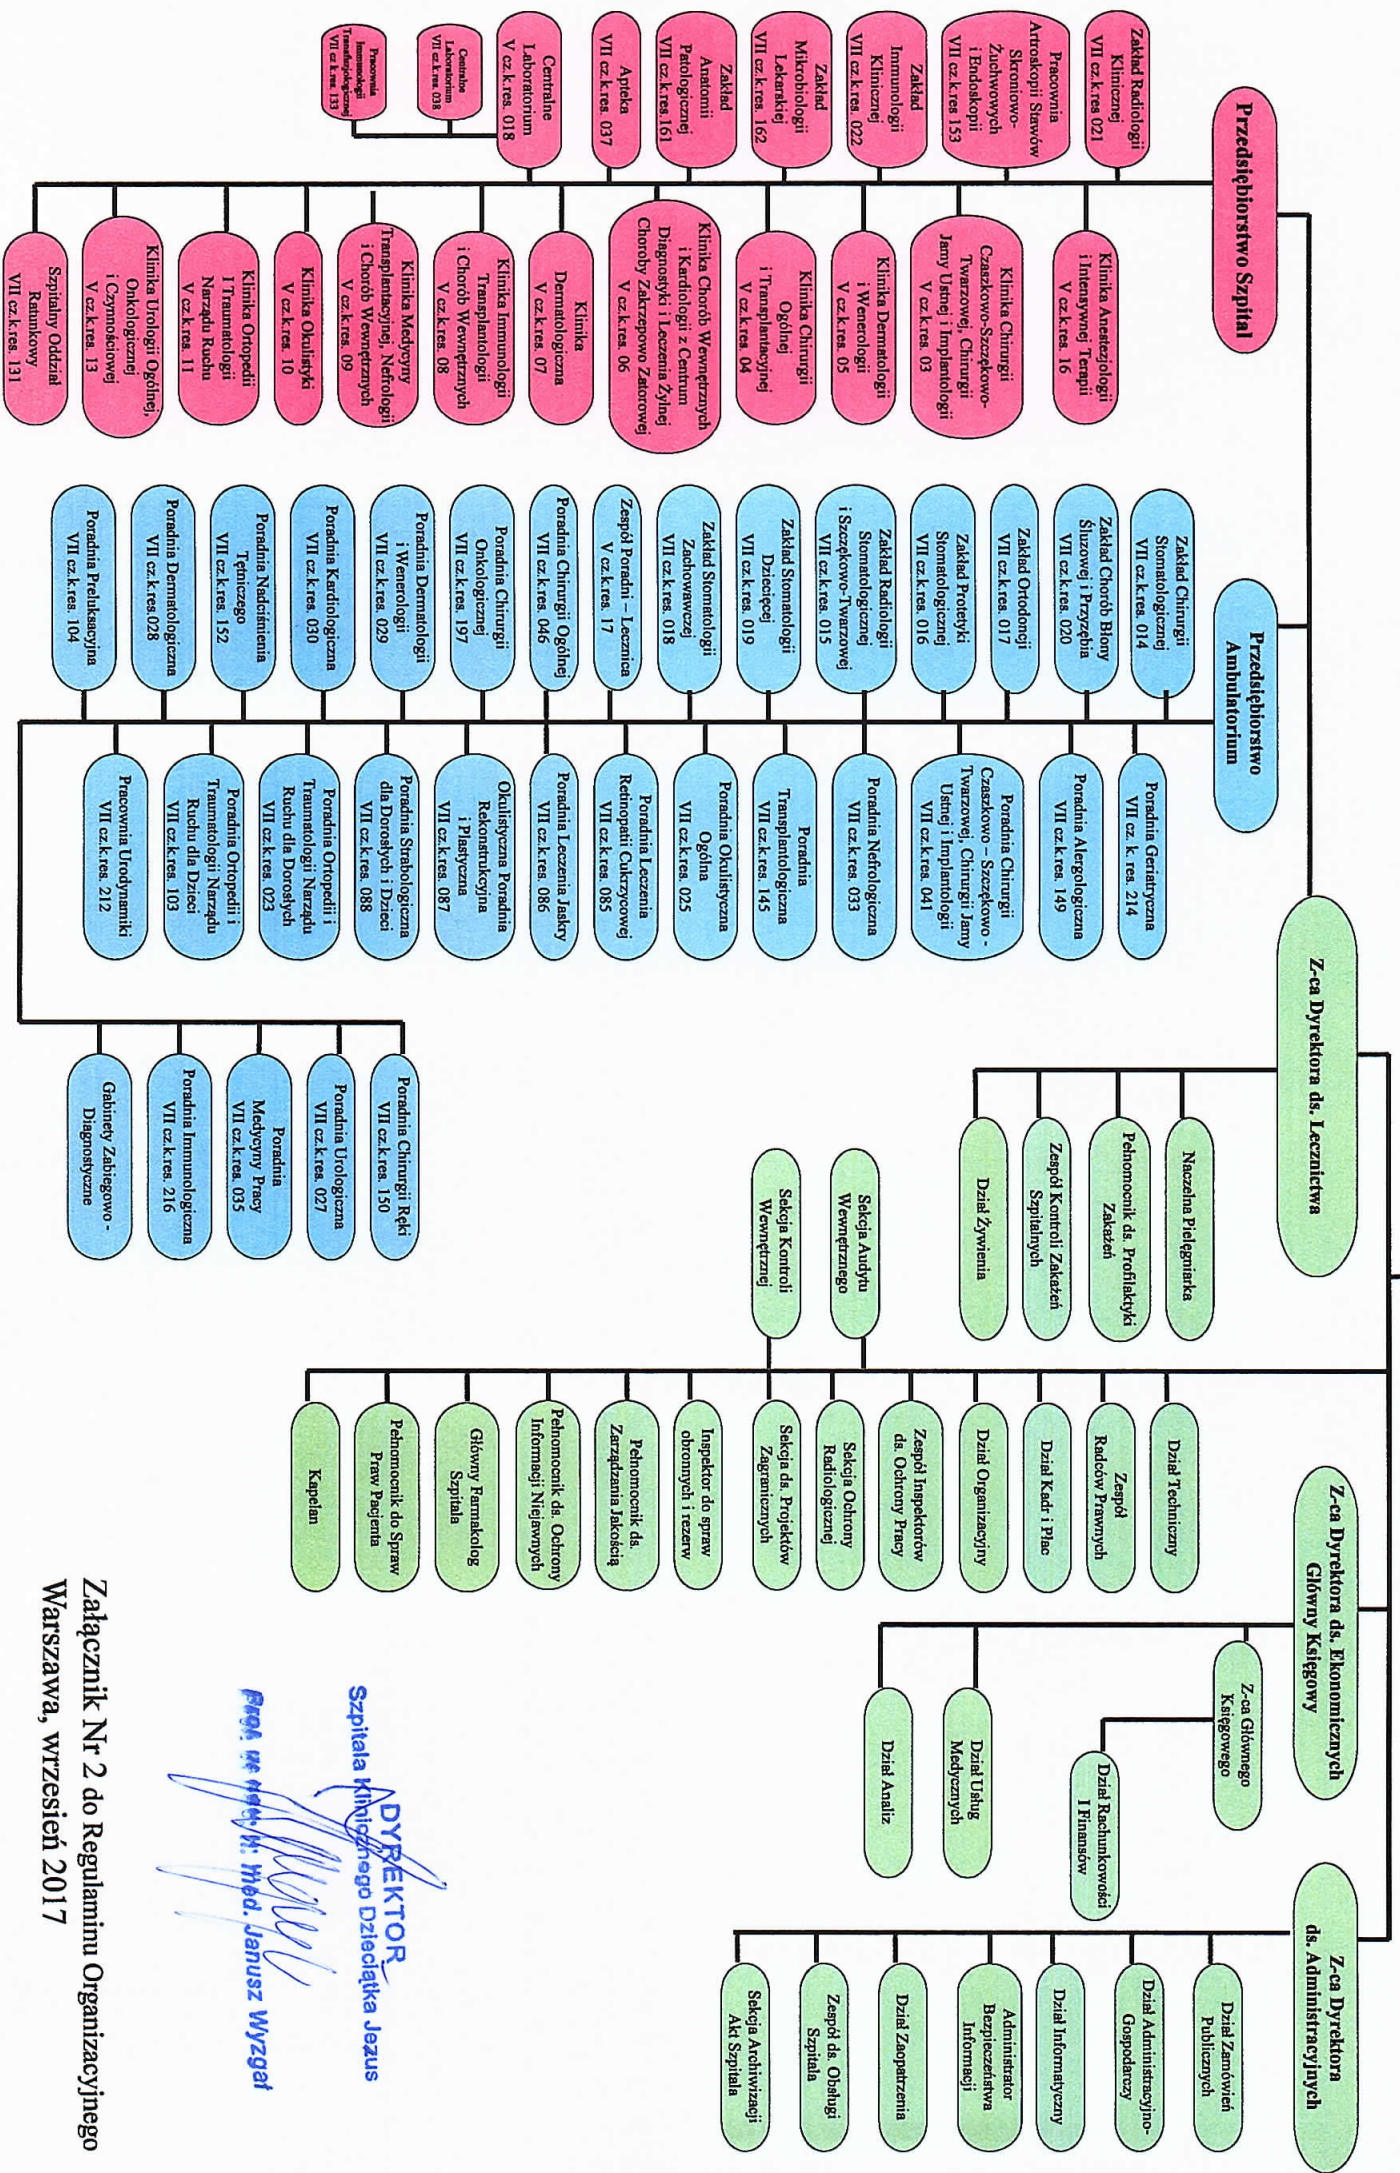 Z-ca Dyrektora ds. Lecznictwa
Z-ca Dyrektora ds. Ekonomicznych
Główny Księgowy
Z-ca Dyrektora
ds. Administracyjnych
Przedsiębiorstwo Szpital
Zakład Radiologii
Klinicznej
VII cz.k.res 021
Pracownia
Artroskopii Stawów
Skroniowo-
Żuchwowych
i Endoskopii
VII cz.k.res 153
Zakład
Immunologii
Klinicznej
VII cz.k.res. 022
Zakład
Mikrobiologii
Lekarskiej
VII cz.k.res. 162
Zakład
Anatomii
Patologicznej
VII cz.k.res.161
Apteka
VII cz.k.res. 037
Centralne
Laboratorium
V cz.k.res. 018
Centralne
Laboratorium
VII cz.k.res. 038
Pracownia
Immunologii
Transfuzjologicznej
VII cz.k.res. 133
Klinika Anestezjologii
i Intensywnej Terapii
V cz.k.res. 16
Klinika Chirurgii
Czaszkowo-Szczękowo-
Twarzowej, Chirurgii
Jamy Ustnej i Implantologii
V cz.k.res. 03
Klinika Dermatologii
i Wenerologii
V cz.k.res. 05
Klinika Chirurgii
Ogólnej
i Transplantacyjnej
V cz.k.res. 04
Klinika Chorób Wewnętrznych
i Kardiologii z Centrum
Diagnostyki i Leczenia Żylnej
Choroby Zakrzepowo Zatorowej
V cz.k.res. 06
Klinika
Dermatologiczna
V cz.k.res. 07
Klinika Immunologii
Transplantologii
i Chorób Wewnętrznych
V cz.k.res. 08
Klinika Medycyny
Transplantacyjnej, Nefrologii
i Chorób Wewnętrznych
V cz.k.res. 09
Klinika Okulistyki
V cz.k.res. 10
Klinika Ortopedii
I Traumatologii
Narządu Ruchu
V cz.k.res. 11
Klinika Urologii Ogólnej,
Onkologicznej
i Czynnościowej
V cz.k.res. 13
Szpitalny Oddział
Ratunkowy
VII cz.k.res. 131
Przedsiębiorstwo
Ambulatorium
Zakład Chirurgii
Stomatologicznej
VII cz.k.res. 014
Zakład Chorób Błony
Śluzowej i Przyzębia
VII cz.k.res. 020
Zakład Ortodoncji
VII cz.k.res. 017
Zakład Protetyki
Stomatologicznej
VII cz.k.res. 016
Zakład Radiologii
Stomatologicznej
i Szczękowo-Twarzowej
VII cz.k.res. 015
Zakład Stomatologii
Dziecięcej
VII cz.k.res. 019
Zakład Stomatologii
Zachowawczej
VII cz.k.res. 018
Zespół Poradni – Lecznica
V cz.k.res. 17
Poradnia Chirurgii Ogólnej
VII cz.k.res. 046
Poradnia Chirurgii
Onkologicznej
VII cz.k.res. 197
Poradnia Dermatologii
i Wenerologii
VII cz.k.res. 029
Poradnia Kardiologiczna
VII cz.k.res. 030
Poradnia Nadciśnienia
Tętniczego
VII cz.k.res. 152
Poradnia Dermatologiczna
VII cz.k.res.028
Poradnia Preluksacyjna
VII cz.k.res. 104
Poradnia Geriatryczna
VII cz. k. res. 214
Poradnia Alergologiczna
VII cz.k.res. 149
Poradnia Chirurgii
Czaszkowo - Szczękowo -
Twarzowej, Chirurgii Jamy
Ustnej i Implantologii
VII cz.k.res. 041
Poradnia Nefrologiczna
VII cz.k.res. 033
Poradnia
Transplantologiczna
VII cz.k.res. 145
Poradnia Okulistyczna
Ogólna
VII cz.k.res. 025
Poradnia Leczenia
Retinopatii Cukrzycowej
VII cz.k.res. 085
Poradnia Leczenia Jaskry
VII cz.k.res. 086
Okulistyczna Poradnia
Rekonstrukcyjna
i Plastyczna
VII cz.k.res. 087
Poradnia Strabologiczna
dla Dorosłych i Dzieci
VII cz.k.res. 088
Poradnia Ortopedii i
Traumatologii Narządu
Ruchu dla Dorosłych
VII cz.k.res. 023
Poradnia Ortopedii i
Traumatologii Narządu
Ruchu dla Dzieci
VII cz.k.res. 103
Pracownia Urodynamiki
VII cz.k.res. 212
Poradnia Chirurgii Ręki
VII cz.k.res. 150
Poradnia Urologiczna
VII cz.k.res. 027
Poradnia
Medycyny Pracy
VII cz.k.res. 035
Poradnia Immunologiczna
VII cz.k.res. 216
Gabinety Zabiegowo -
Diagnostyczne
Naczelna Pielęgniarka
Pełnomocnik ds. Profilaktyki
Zakażeń
Zespół Kontroli Zakażeń
Szpitalnych
Dział Żywienia
Sekcja Audytu
Wewnętrznego
Sekcja Kontroli
Wewnętrznej
Dział Techniczny
Zespół
Radców Prawnych
Dział Kadr i Płac
Dział Organizacyjny
Zespół Inspektorów
ds. Ochrony Pracy
Sekcja Ochrony
Radiologicznej
Sekcja ds. Projektów
Zagranicznych
Inspektor do spraw
obronnych i rezerw
Pełnomocnik ds.
Zarządzania Jakością
Pełnomocnik ds. Ochrony
Informacji Niejawnych
Główny Farmakolog
Szpitala
Pełnomocnik do Spraw
Praw Pacjenta
Kapelan
Z-ca Głównego
Księgowego
Dział Rachunkowości
I Finansów
Dział Usług
Medycznych
Dział Analiz
Dział Zamówień
Publicznych
Dział Administracyjno-
Gospodarczy
Dział Informatyczny
Administrator
Bezpieczeństwa
Informacji
Dział Zaopatrzenia
Zespół ds. Obsługi
Szpitala
Sekcja Archiwizacji
Akt Szpitala
DYREKTOR
Szpitala Klinicznego Dzieciątka Jezus
med. Janusz Wyzgał
Załącznik Nr 2 do Regulaminu Organizacyjnego
Warszawa, wrzesień 2017